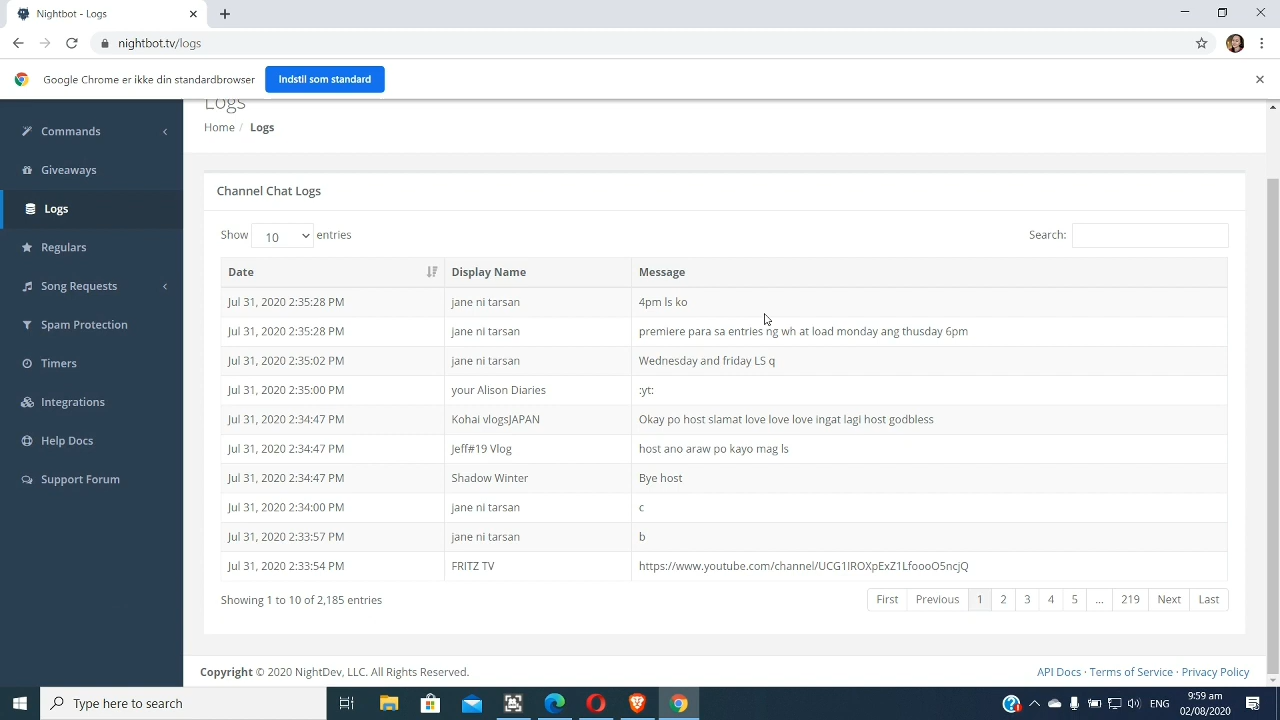 Nightbot - Logs
nightbot.tv/logs
Google Chrome er ikke din standardbrowser
Indstil som standard
Logs
Home / Logs
Commands
Giveaways
Logs
Regulars
Song Requests
Spam Protection
Timers
Integrations
Help Docs
Support Forum
Channel Chat Logs
Show 10 entries
Search:
Date Display Name Message
Jul 31, 2020 2:35:28 PM jane ni tarsan 4pm ls ko
Jul 31, 2020 2:35:28 PM jane ni tarsan premiere para sa entries ng wh at load monday ang thusday 6pm
Jul 31, 2020 2:35:02 PM jane ni tarsan Wednesday and friday LS q
Jul 31, 2020 2:35:00 PM your Alison Diaries :yt:
Jul 31, 2020 2:34:47 PM Kohai vlogsJAPAN Okay po host slamat love love love ingat lagi host godbless
Jul 31, 2020 2:34:47 PM Jeff#19 Vlog host ano araw po kayo mag ls
Jul 31, 2020 2:34:47 PM Shadow Winter Bye host
Jul 31, 2020 2:34:00 PM jane ni tarsan c
Jul 31, 2020 2:33:57 PM jane ni tarsan b
Jul 31, 2020 2:33:54 PM FRITZ TV https://www.youtube.com/channel/UCG1IROXpExZ1LfoooO5ncjQ
Showing 1 to 10 of 2,185 entries
First Previous 1 2 3 4 5 ... 219 Next Last
Copyright © 2020 NightDev, LLC. All Rights Reserved.
API Docs · Terms of Service · Privacy Policy
Type here to search
ENG
9:59 am
02/08/2020